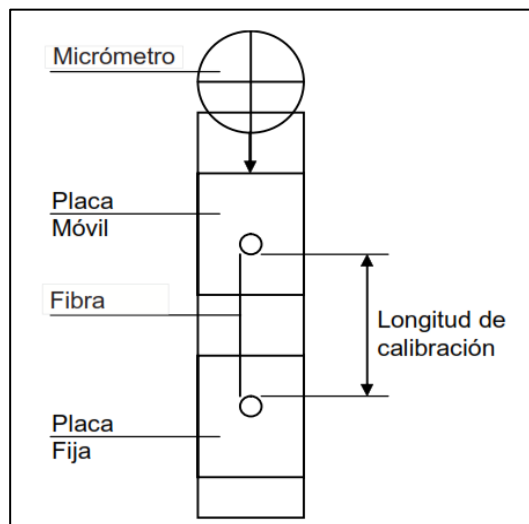 Micrómetro
Placa
Móvil
Fibra
Longitud de
calibración
Placa
Fija